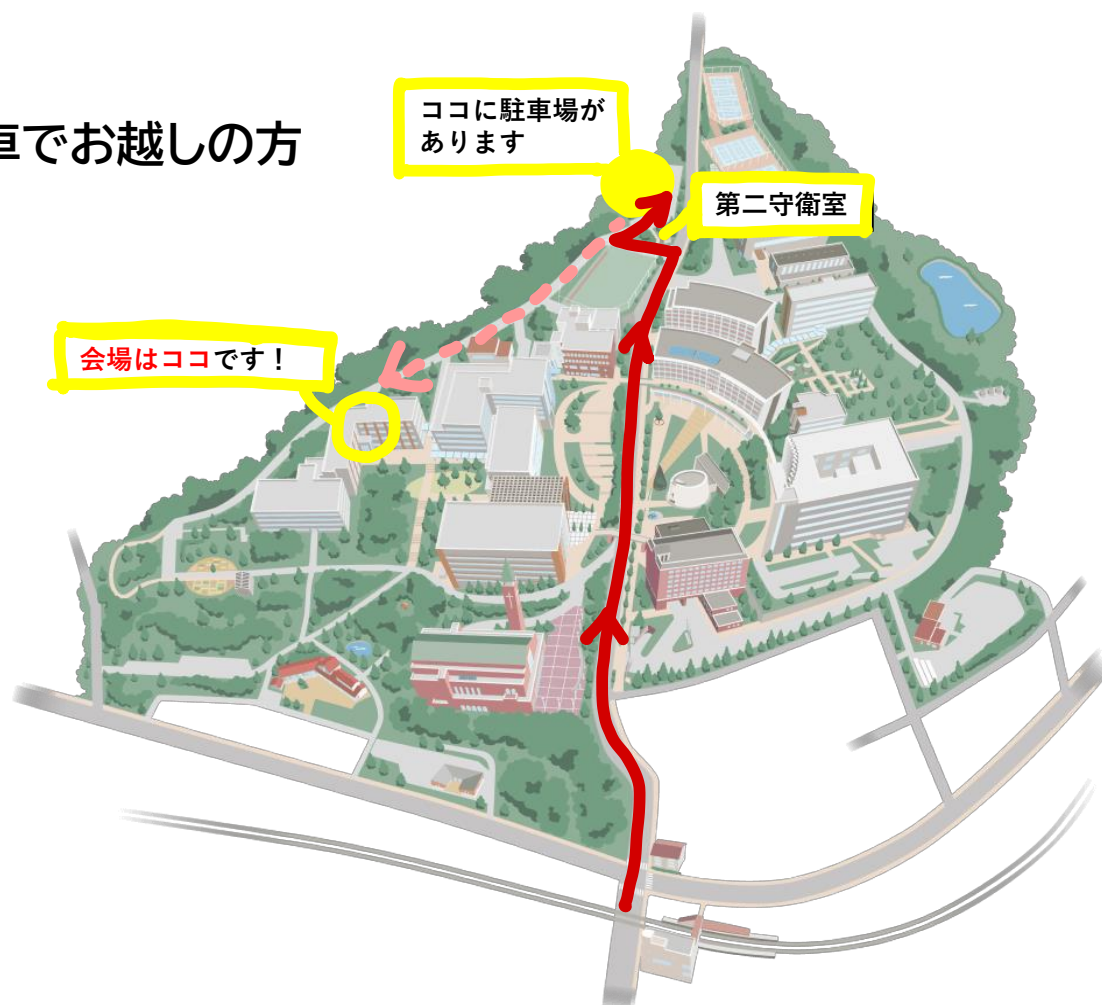 車でお越しの方
ココに駐車場が
あります
第二守衛室
会場はココです！